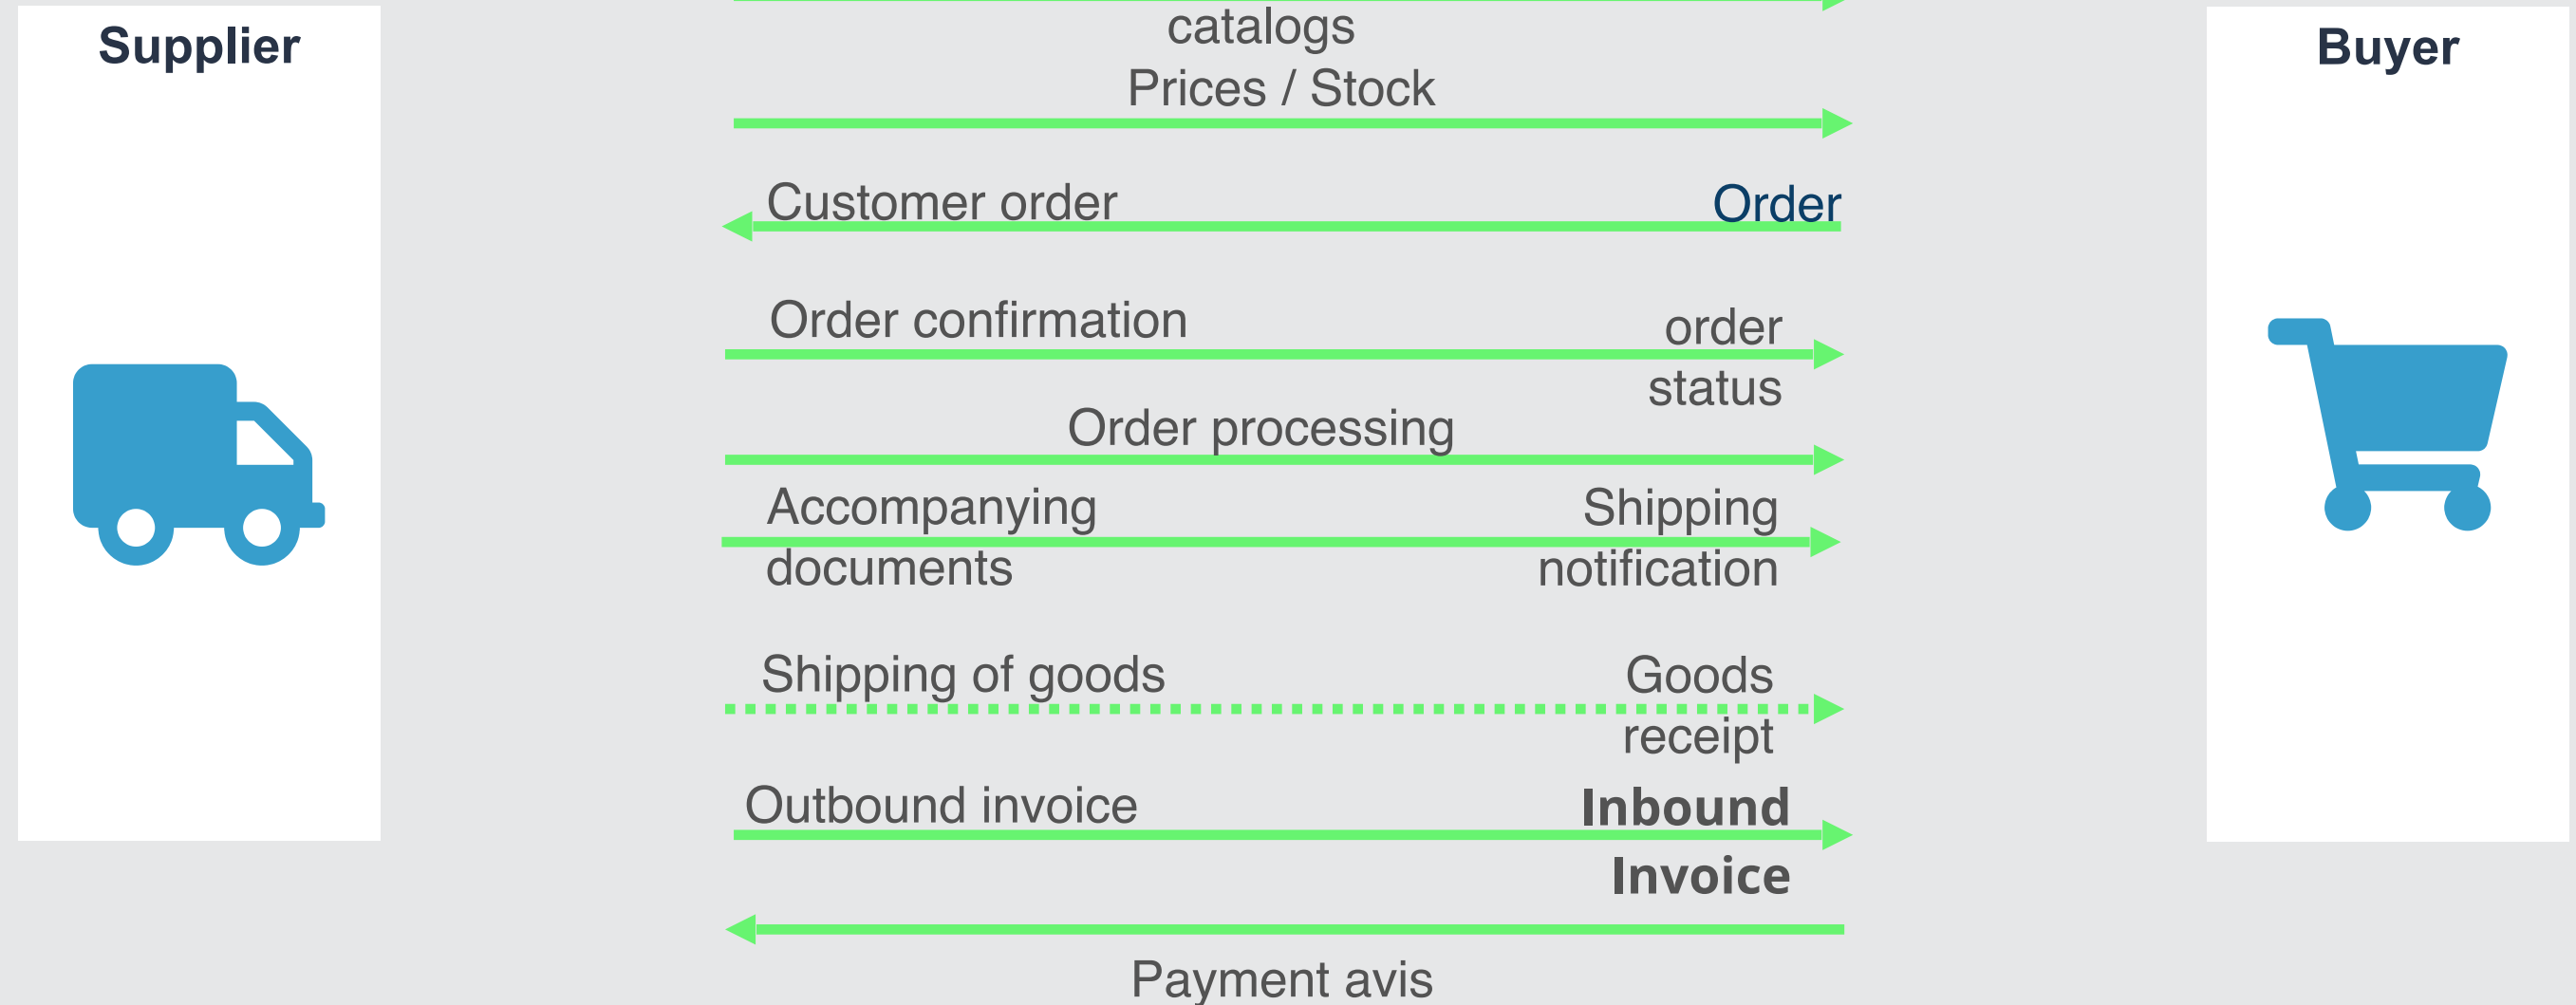 Supplier
Buyer
catalogs
Prices / Stock
Customer order
Order
Order confirmation
order
status
Order processing
Accompanying
documents
Shipping
notification
Shipping of goods
Goods
receipt
Outbound invoice
Inbound
Invoice
Payment avis